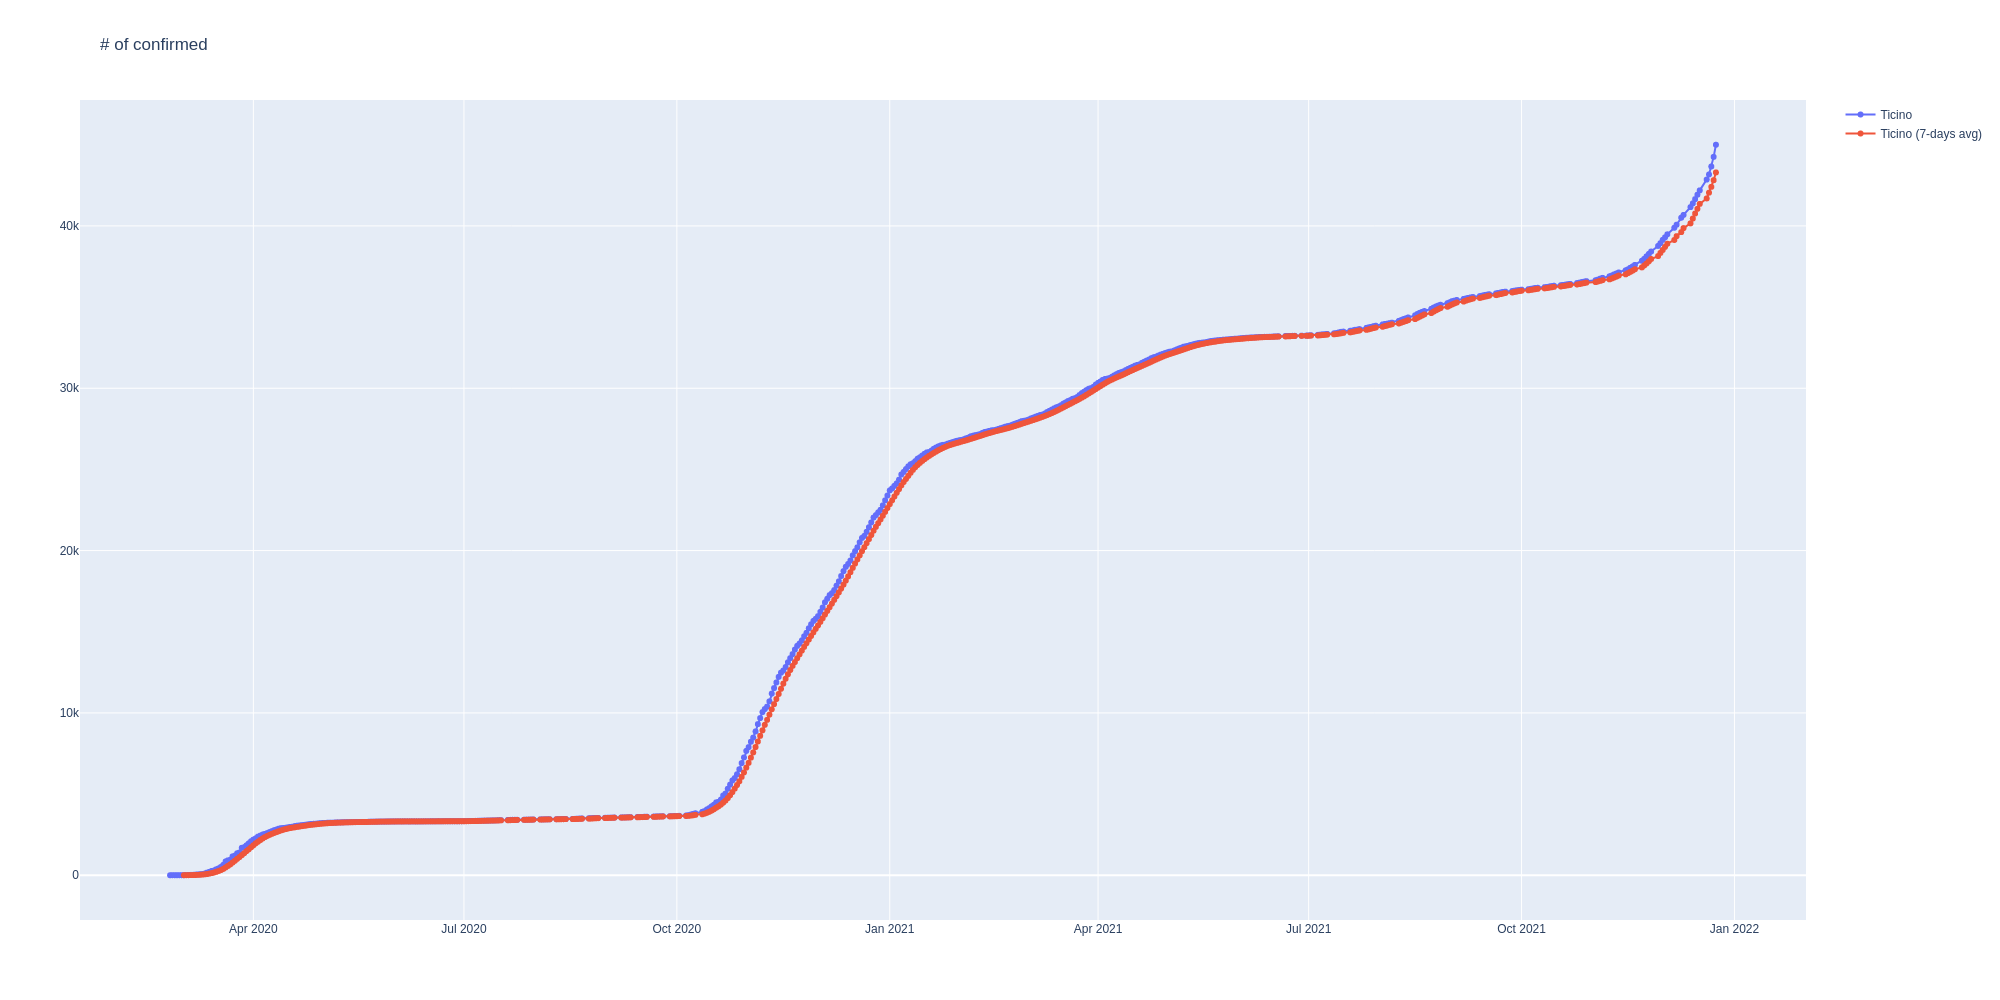 # of confirmed
Ticino
Ticino (7-days avg)
40k
30k
20k
10k
0
Apr 2020
Jul 2020
Oct 2020
Jan 2021
Apr 2021
Jul 2021
Oct 2021
Jan 2022